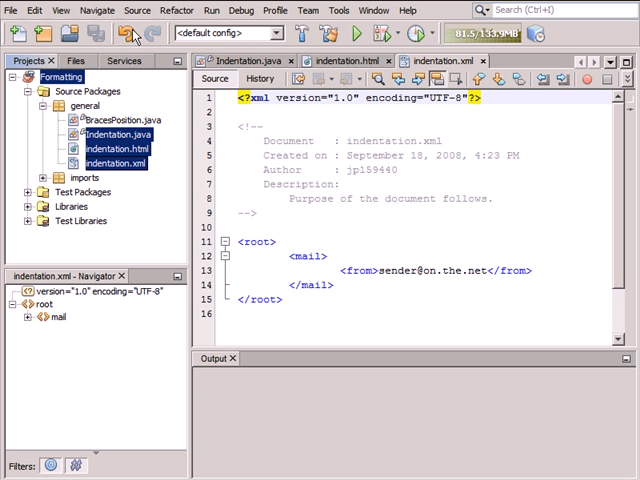 File Edit View Navigate Source Refactor Run Debug Profile Team Tools Window Help Search (Ctrl+I)
<default config> 81.5/133.9MB
Projects Files Services
Indentation.java indentation.html indentation.xml
Formatting
Source Packages
general
BracesPosition.java
Indentation.java
indentation.html
indentation.xml
imports
Test Packages
Libraries
Test Libraries
Source History
1 <?xml version="1.0" encoding="UTF-8"?>
2
3 <!--
4 Document : indentation.xml
5 Created on : September 18, 2008, 4:23 PM
6 Author : jp159440
7 Description:
8 Purpose of the document follows.
9 -->
10
11 <root>
12 <mail>
13 <from>sender@on.the.net</from>
14 </mail>
15 </root>
16
indentation.xml - Navigator
version="1.0" encoding="UTF-8"
root
mail
Filters:
Output